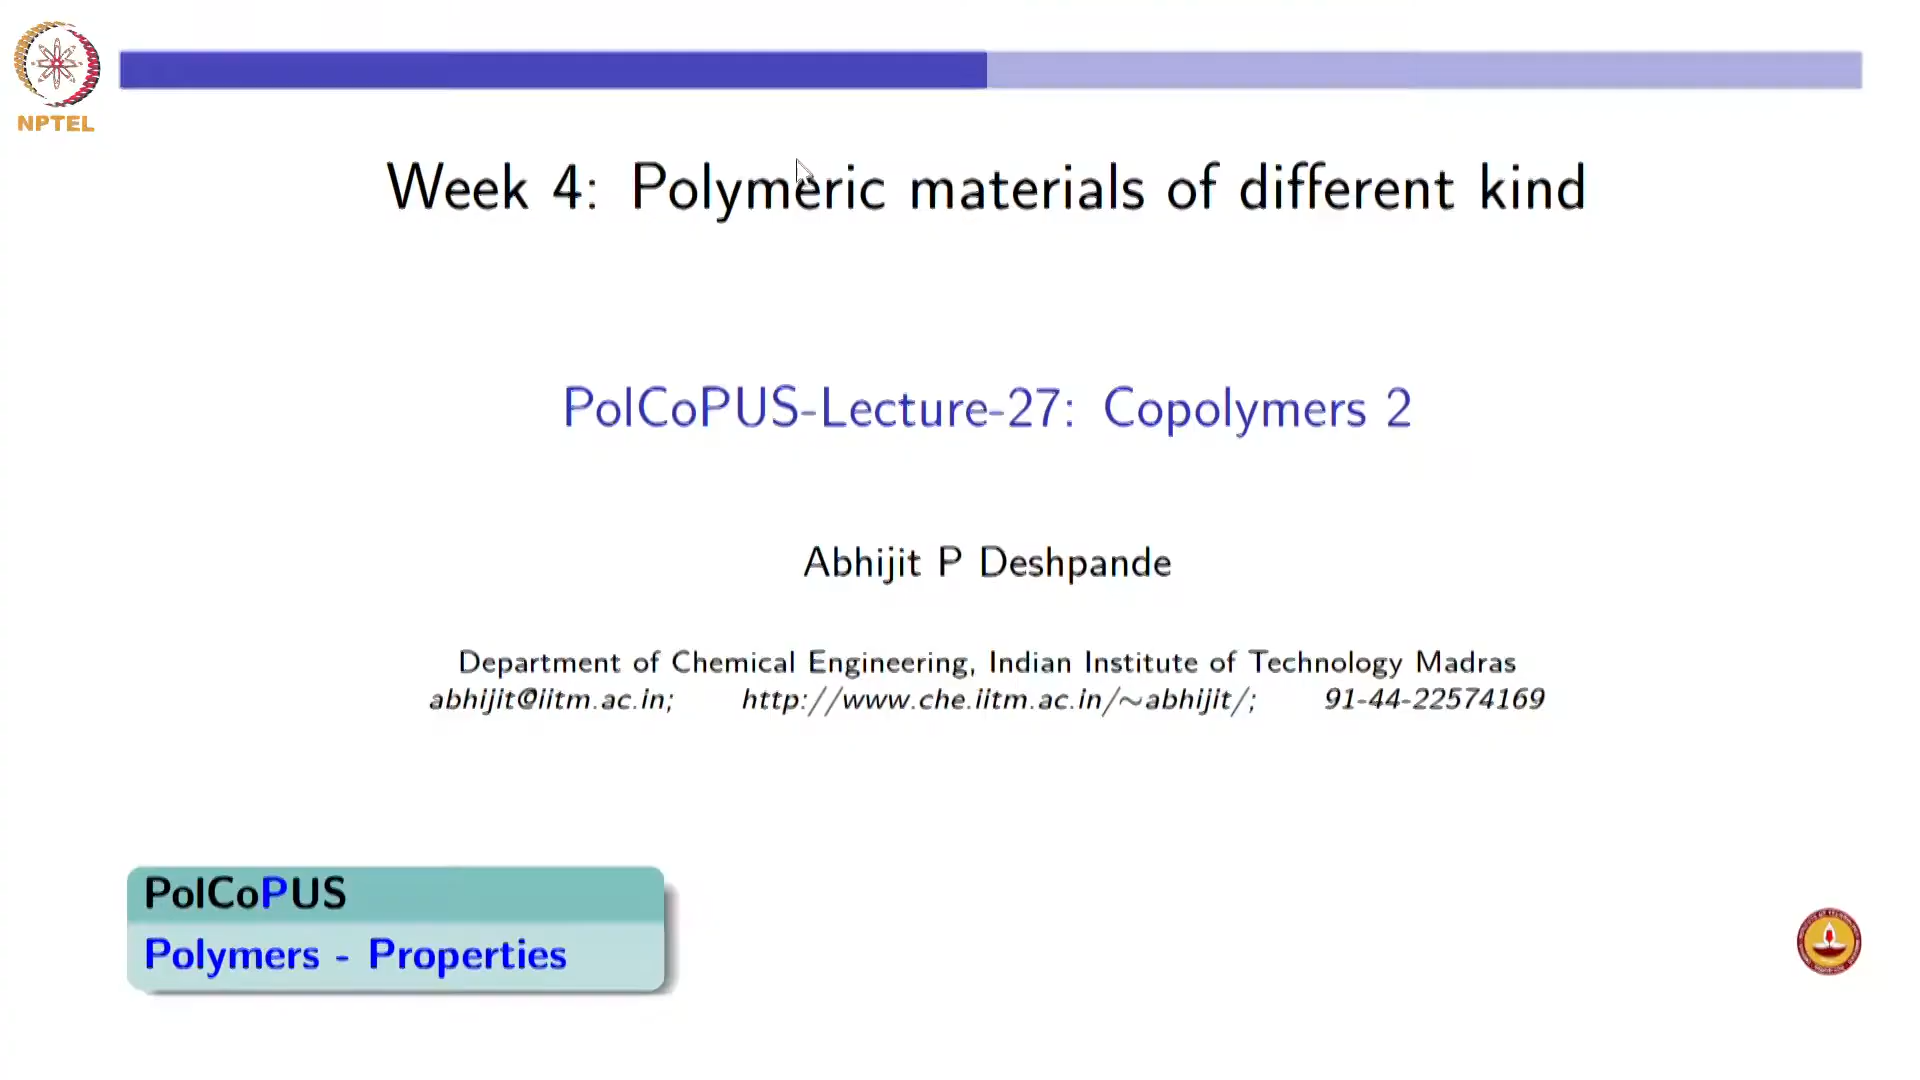 NPTEL
Week 4: Polymeric materials of different kind
PolCoPUS-Lecture-27: Copolymers 2
Abhijit P Deshpande
Department of Chemical Engineering, Indian Institute of Technology Madras
abhijit@iitm.ac.in; http://www.che.iitm.ac.in/~abhijit/; 91-44-22574169
PolCoPUS
Polymers - Properties